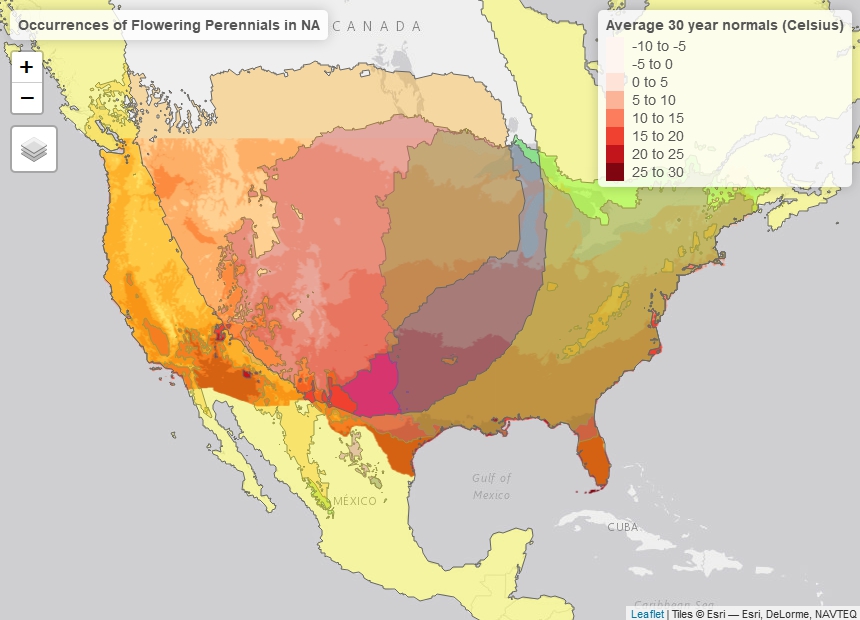 Occurrences of Flowering Perennials in NA
CANADA
Average 30 year normals (Celsius)
-10 to -5
-5 to 0
0 to 5
5 to 10
10 to 15
15 to 20
20 to 25
25 to 30
+
−
Gulf of
Mexico
MÉXICO
CUBA
Caribbean Sea
Leaflet | Tiles © Esri — Esri, DeLorme, NAVTEQ